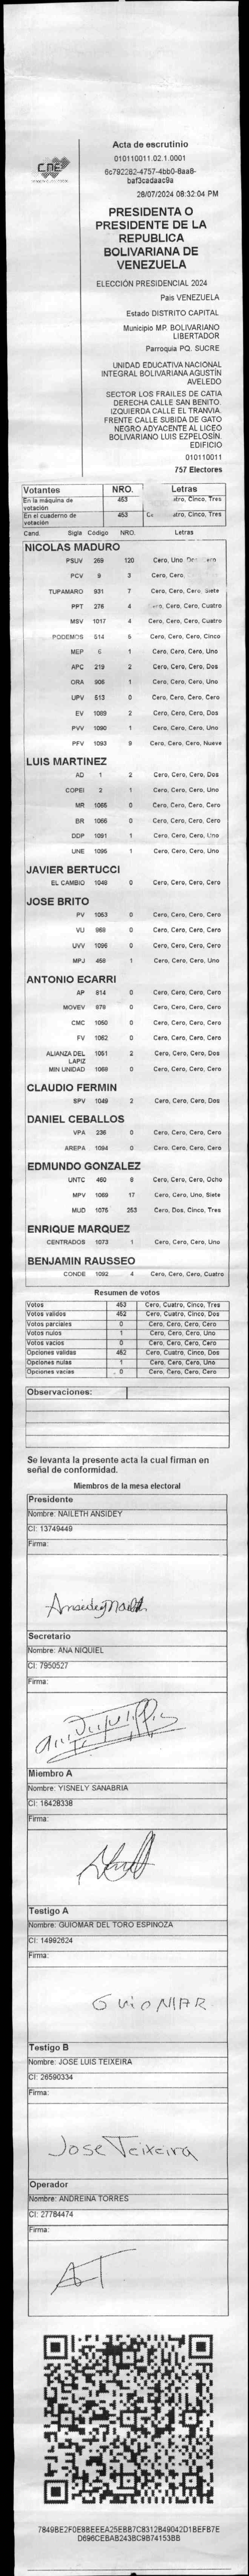 CNE
Acta de escrutinio
010110011.02.1.0001
6c792282-4757-4bb0-8aa8-
baf3cadaac9a
28/07/2024 08:32:04 PM
PRESIDENTA O
PRESIDENTE DE LA
REPUBLICA
BOLIVARIANA DE
VENEZUELA
ELECCIÓN PRESIDENCIAL 2024
País VENEZUELA
Estado DISTRITO CAPITAL
Municipio MP. BOLIVARIANO
LIBERTADOR
Parroquia PQ. SUCRE
UNIDAD EDUCATIVA NACIONAL
INTEGRAL BOLIVARIANA AGUSTÍN
AVELEDO
SECTOR LOS FRAILES DE CATIA
DERECHA CALLE SAN BENITO.
IZQUIERDA CALLE EL TRANVIA.
FRENTE CALLE SUBIDA DE GATO
NEGRO ADYACENTE AL LICEO
BOLIVARIANO LUIS EZPELOSÍN.
EDIFICIO
010110011
757 Electores
Votantes NRO. Letras
En la máquina de votación 453 Cinco, Tres
En el cuaderno de votación 453 Cinco, Tres
Cand. Sigla Código NRO. Letras
NICOLAS MADURO
PSUV 269 120 Cero, Uno,
PCV 9 3 Cero, Cero,
TUPAMARO 931 7 Cero, Cero, Cero, Siete
PPT 276 4 Cero, Cero, Cuatro
MSV 1017 4 Cero, Cero, Cero, Cuatro
PODEMOS 514 5 Cero, Cero, Cero, Cinco
MEP 6 1 Cero, Cero, Cero, Uno
APC 219 2 Cero, Cero, Cero, Dos
ORA 906 1 Cero, Cero, Cero, Uno
UPV 513 0 Cero, Cero, Cero, Cero
EV 1089 2 Cero, Cero, Cero, Dos
PVV 1090 1 Cero, Cero, Cero, Uno
PFV 1093 9 Cero, Cero, Cero, Nueve
LUIS MARTINEZ
AD 1 2 Cero, Cero, Cero, Dos
COPEI 2 1 Cero, Cero, Cero, Uno
MR 1065 0 Cero, Cero, Cero, Cero
BR 1066 0 Cero, Cero, Cero, Cero
DDP 1091 1 Cero, Cero, Cero, Uno
UNE 1095 1 Cero, Cero, Cero, Uno
JAVIER BERTUCCI
EL CAMBIO 1048 0 Cero, Cero, Cero, Cero
JOSE BRITO
PV 1053 0 Cero, Cero, Cero, Cero
VU 968 0 Cero, Cero, Cero, Cero
UVV 1096 0 Cero, Cero, Cero, Cero
MPJ 458 1 Cero, Cero, Cero, Uno
ANTONIO ECARRI
AP 814 0 Cero, Cero, Cero, Cero
MOVEV 878 0 Cero, Cero, Cero, Cero
CMC 1050 0 Cero, Cero, Cero, Cero
FV 1062 0 Cero, Cero, Cero, Cero
ALIANZA DEL LAPIZ 1051 2 Cero, Cero, Cero, Dos
MIN UNIDAD 1068 0 Cero, Cero, Cero, Cero
CLAUDIO FERMIN
SPV 1049 2 Cero, Cero, Cero, Dos
DANIEL CEBALLOS
VPA 236 0 Cero, Cero, Cero, Cero
AREPA 1094 0 Cero, Cero, Cero, Cero
EDMUNDO GONZALEZ
UNTC 460 8 Cero, Cero, Cero, Ocho
MPV 1069 17 Cero, Cero, Uno, Siete
MUD 1075 253 Cero, Dos, Cinco, Tres
ENRIQUE MARQUEZ
CENTRADOS 1073 1 Cero, Cero, Cero, Uno
BENJAMIN RAUSSEO
CONDE 1092 4 Cero, Cero, Cero, Cuatro
Resumen de votos
Votos 453 Cero, Cuatro, Cinco, Tres
Votos validos 452 Cero, Cuatro, Cinco, Dos
Votos parciales 0 Cero, Cero, Cero, Cero
Votos nulos 1 Cero, Cero, Cero, Uno
Votos vacios 0 Cero, Cero, Cero, Cero
Opciones validas 452 Cero, Cuatro, Cinco, Dos
Opciones nulas 1 Cero, Cero, Cero, Uno
Opciones vacias 0 Cero, Cero, Cero, Cero
Observaciones:
Se levanta la presente acta la cual firman en
señal de conformidad.
Miembros de la mesa electoral
Presidente
Nombre: NAILETH ANSIDEY
CI: 13749449
Firma:
Secretario
Nombre: ANA NIQUIEL
CI: 7950527
Firma:
Miembro A
Nombre: YISNELY SANABRIA
CI: 16428338
Firma:
Testigo A
Nombre: GUIOMAR DEL TORO ESPINOZA
CI: 14992624
Firma:
GUIOMAR
Testigo B
Nombre: JOSE LUIS TEIXEIRA
CI: 26590334
Firma:
Jose Teixeira
Operador
Nombre: ANDREINA TORRES
CI: 27784474
Firma:
7849BE2F0E8BEEEA25EBB7C8312B49042D1BEFB7E
D696CEBAB243BC9B74153BB